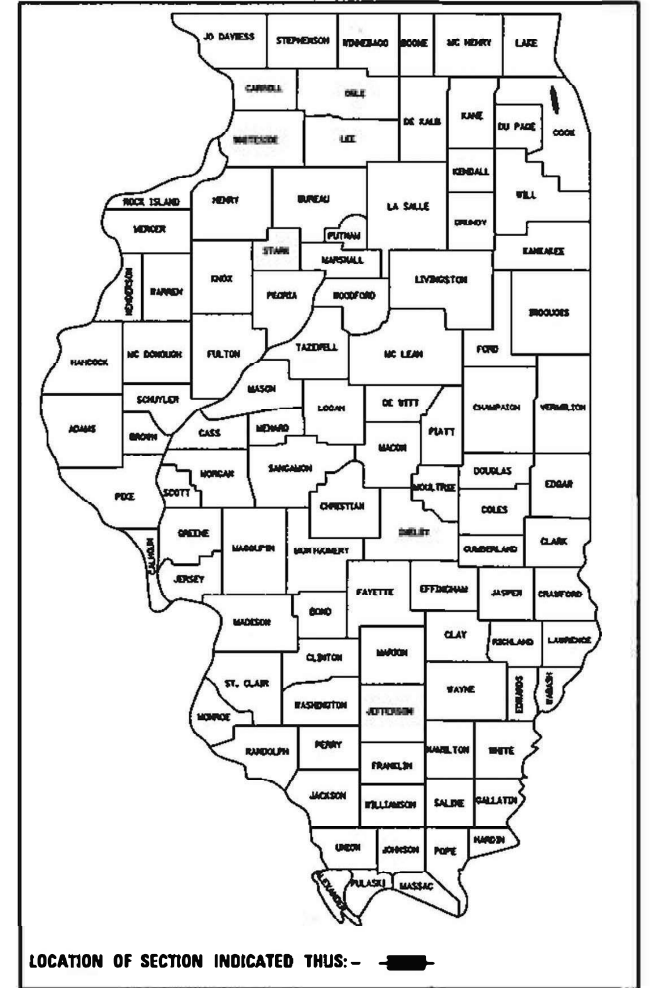 JO DAVIESS
STEPHENSON
WINNEBAGO
BOONE
MC HENRY
LAKE
CARROLL
OGLE
DE KALB
KANE
DU PAGE
COOK
WHITESIDE
LEE
KENDALL
WILL
ROCK ISLAND
HENRY
BUREAU
LA SALLE
GRUNDY
MERCER
PUTNAM
KANKAKEE
STARK
MARSHALL
LIVINGSTON
HENDERSON
WARREN
KNOX
PEORIA
WOODFORD
IROQUOIS
HANCOCK
MC DONOUGH
FULTON
TAZEWELL
MC LEAN
FORD
MASON
SCHUYLER
LOGAN
DE WITT
CHAMPAIGN
VERMILION
ADAMS
BROWN
CASS
MENARD
PIATT
MACON
SANGAMON
DOUGLAS
EDGAR
PIKE
SCOTT
MORGAN
CHRISTIAN
MOULTRIE
COLES
CALHOUN
GREENE
MACOUPIN
MONTGOMERY
SHELBY
CUMBERLAND
CLARK
JERSEY
FAYETTE
EFFINGHAM
JASPER
CRAWFORD
MADISON
BOND
CLAY
RICHLAND
LAWRENCE
CLINTON
MARION
ST. CLAIR
WAYNE
EDWARDS
WABASH
MONROE
WASHINGTON
JEFFERSON
RANDOLPH
PERRY
HAMILTON
WHITE
FRANKLIN
JACKSON
WILLIAMSON
SALINE
GALLATIN
UNION
JOHNSON
POPE
HARDIN
ALEXANDER
PULASKI
MASSAC
LOCATION OF SECTION INDICATED THUS:-